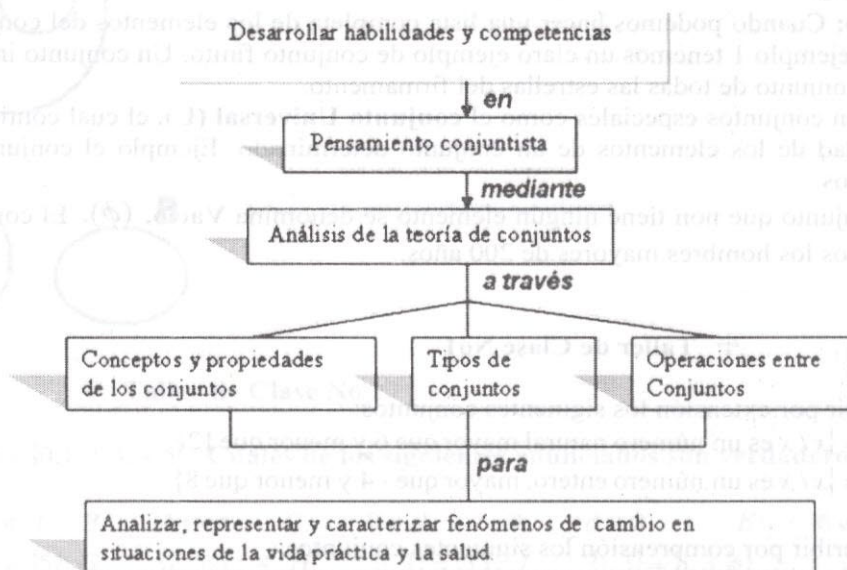 Desarrollar habilidades y competencias
en
Pensamiento conjuntista
mediante
Análisis de la teoría de conjuntos
a través
Conceptos y propiedades
de los conjuntos
Tipos de
conjuntos
Operaciones entre
Conjuntos
para
Analizar, representar y caracterizar fenómenos de cambio en
situaciones de la vida práctica y la salud